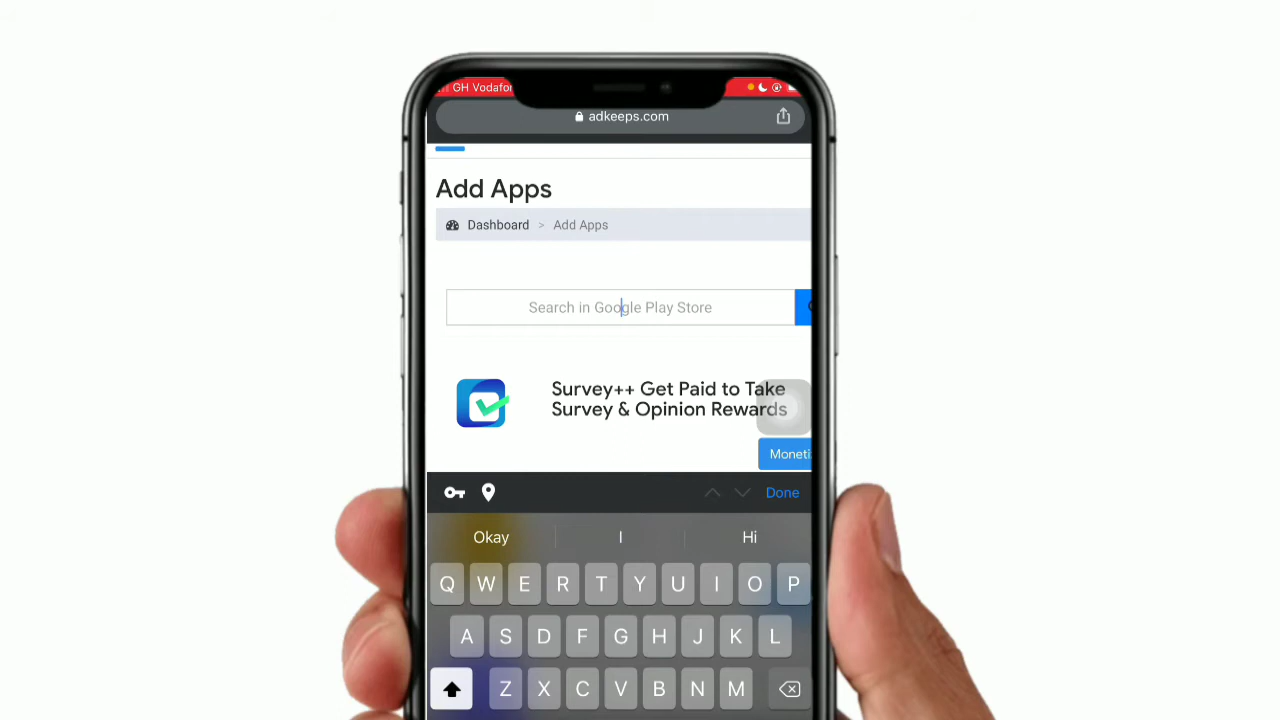 GH Vodafor
adkeeps.com
Add Apps
Dashboard > Add Apps
Search in Google Play Store
Survey++ Get Paid to Take
Survey & Opinion Rewards
Moneti
Done
Okay I Hi
Q W E R T Y U I O P
A S D F G H J K L
Z X C V B N M